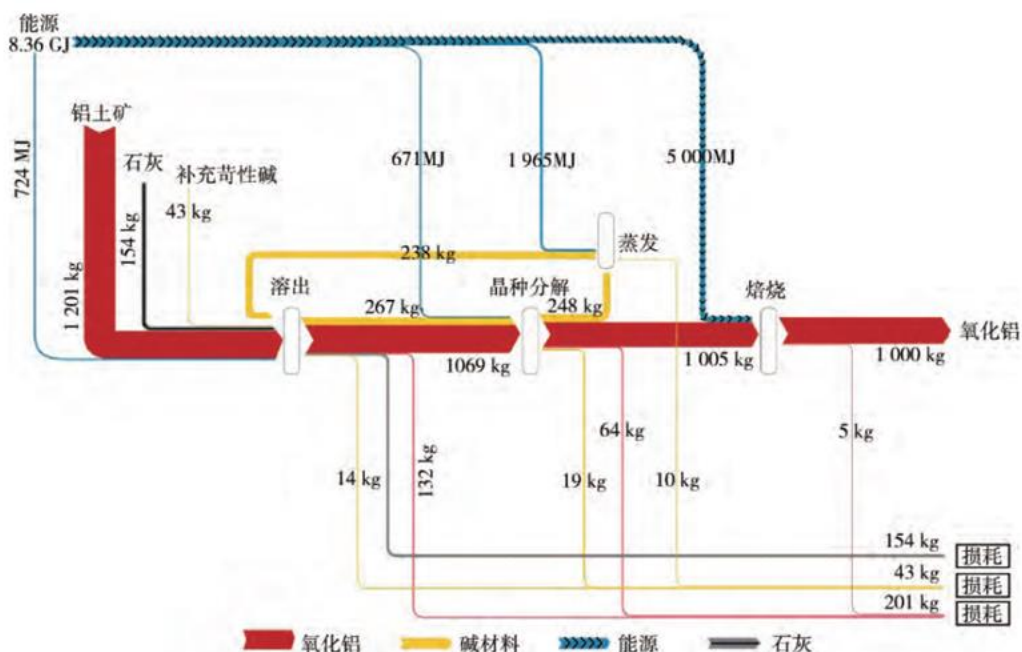 能源
8.36 GJ
铝土矿
石灰
补充苛性碱
724 MJ
1 201 kg
154 kg
43 kg
671MJ
1 965MJ
5 000MJ
238 kg
蒸发
溶出
267 kg
晶种分解
248 kg
焙烧
1069 kg
1 005 kg
1 000 kg
氧化铝
14 kg
132 kg
19 kg
64 kg
10 kg
5 kg
154 kg
损耗
43 kg
损耗
201 kg
损耗
氧化铝
碱材料
能源
石灰